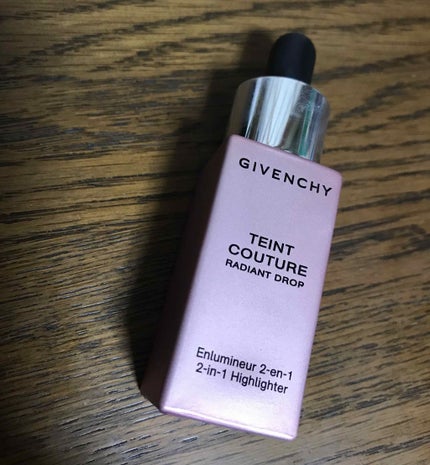 GIVENCHY
TEINT
COUTURE
RADIANT DROP
Enlumineur 2-en-1
2-in-1 Highlighter